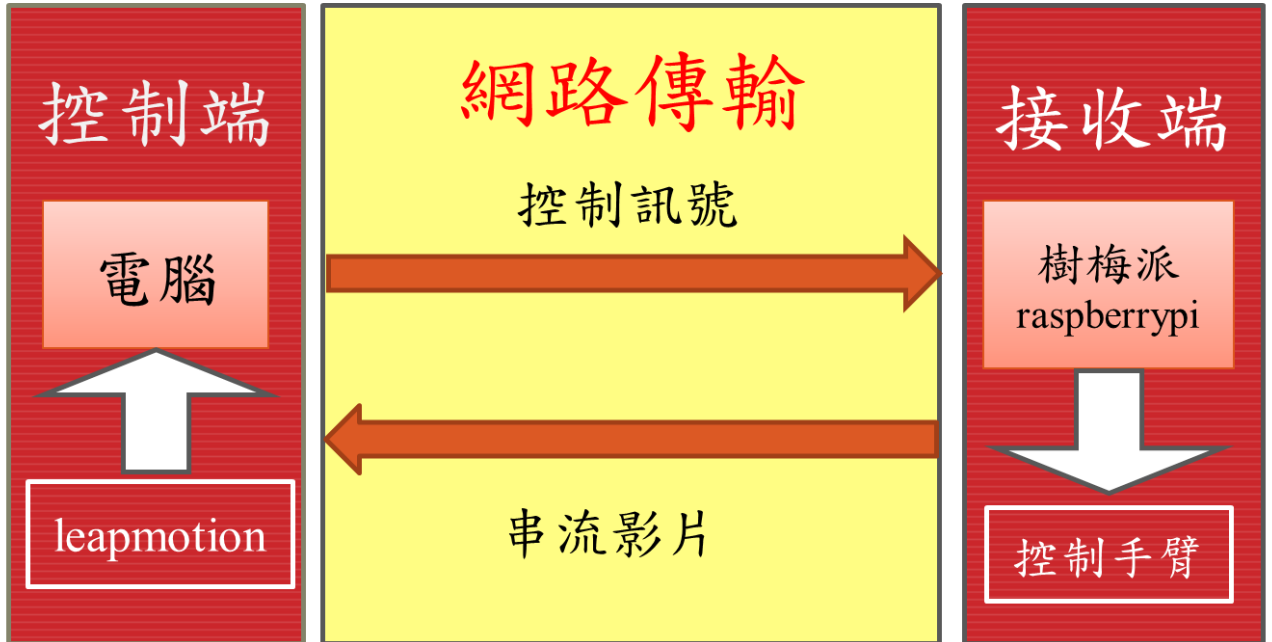 控制端
電腦
leapmotion
網路傳輸
控制訊號
串流影片
接收端
樹梅派
raspberrypi
控制手臂